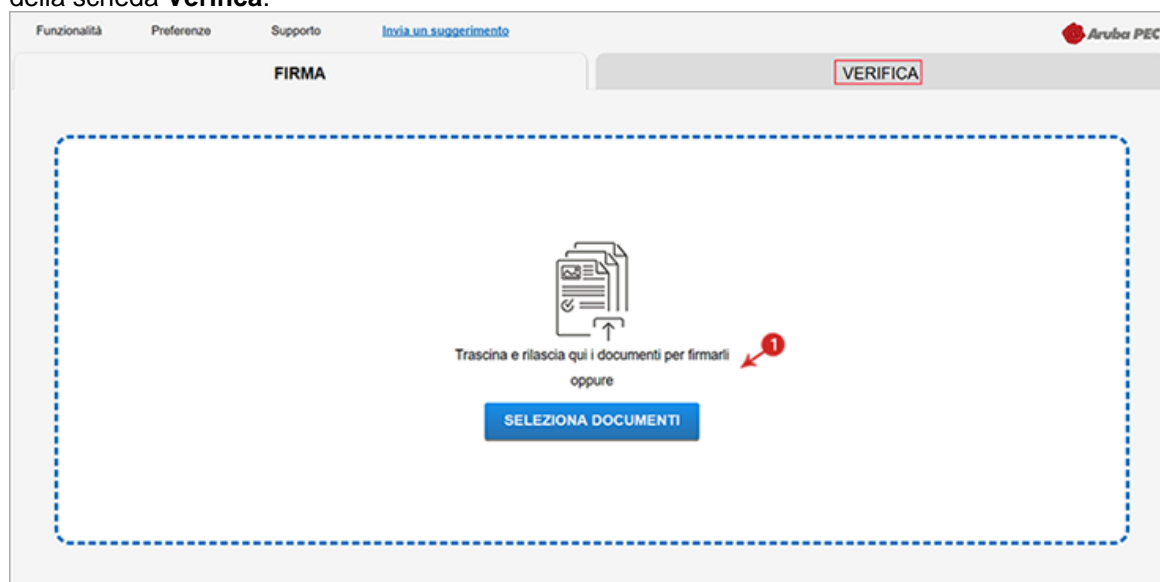 della scheda Verifica.
Funzionalità Preferenze Supporto Invia un suggerimento Aruba PEC
FIRMA VERIFICA
Trascina e rilascia qui i documenti per firmarli
1
oppure
SELEZIONA DOCUMENTI